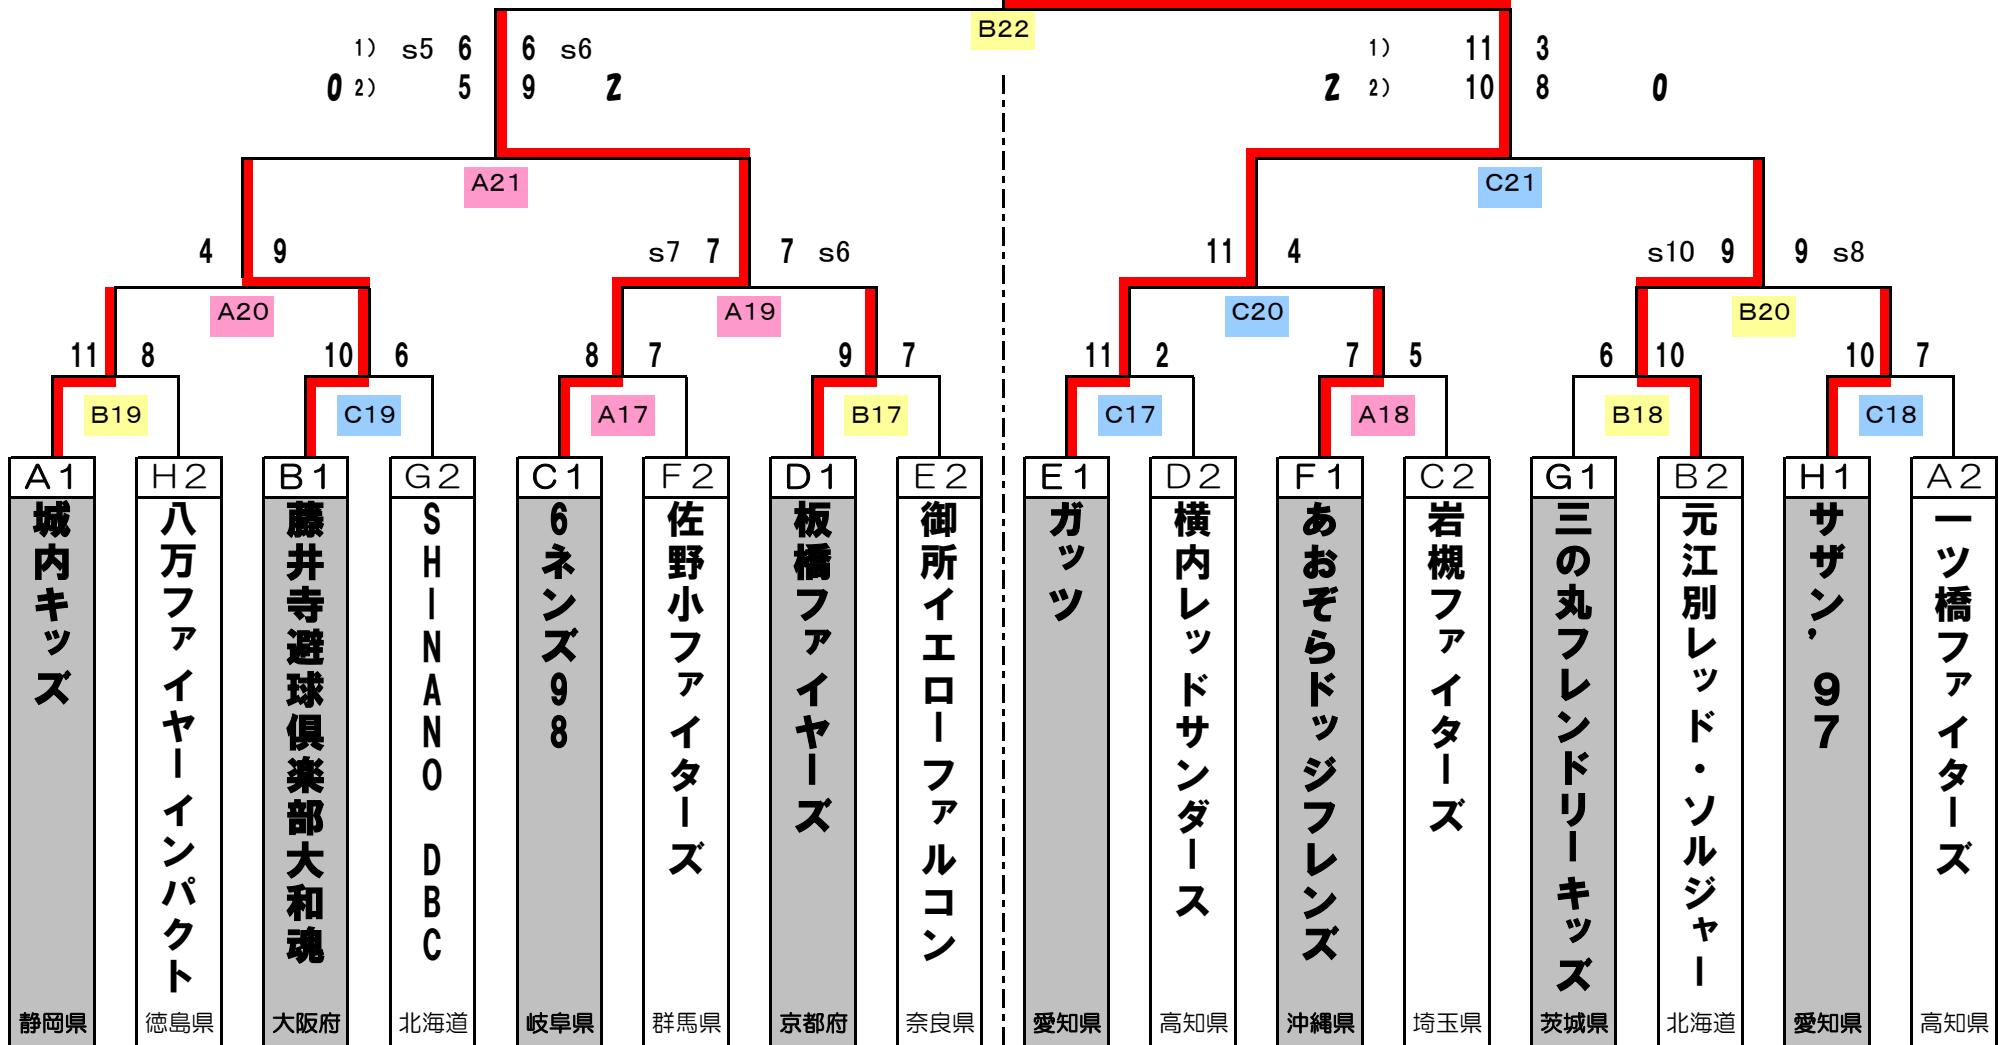 B22
1) s5 6 6 s6
0 2) 5 9 2
1) 11 3
2 2) 10 8 0
A21
C21
4 9
s7 7 7 s6
11 4
s10 9 9 s8
A20
A19
C20
B20
11 8
10 6
8 7
9 7
11 2
7 5
6 10
10 7
B19
C19
A17
B17
C17
A18
B18
C18
A1
城内キッズ
静岡県
H2
八万ファイヤーインパクト
徳島県
B1
藤井寺避球倶楽部大和魂
大阪府
G2
SHINANO DBC
北海道
C1
6ネンズ98
岐阜県
F2
佐野小ファイターズ
群馬県
D1
板橋ファイヤーズ
京都府
E2
御所イエローファルコン
奈良県
E1
ガッツ
愛知県
D2
横内レッドサンダース
高知県
F1
あおぞらドッジフレンズ
沖縄県
C2
岩槻ファイターズ
埼玉県
G1
三の丸フレンドリーキッズ
茨城県
B2
元江別レッド・ソルジャー
北海道
H1
サザン’97
愛知県
A2
一ツ橋ファイターズ
高知県